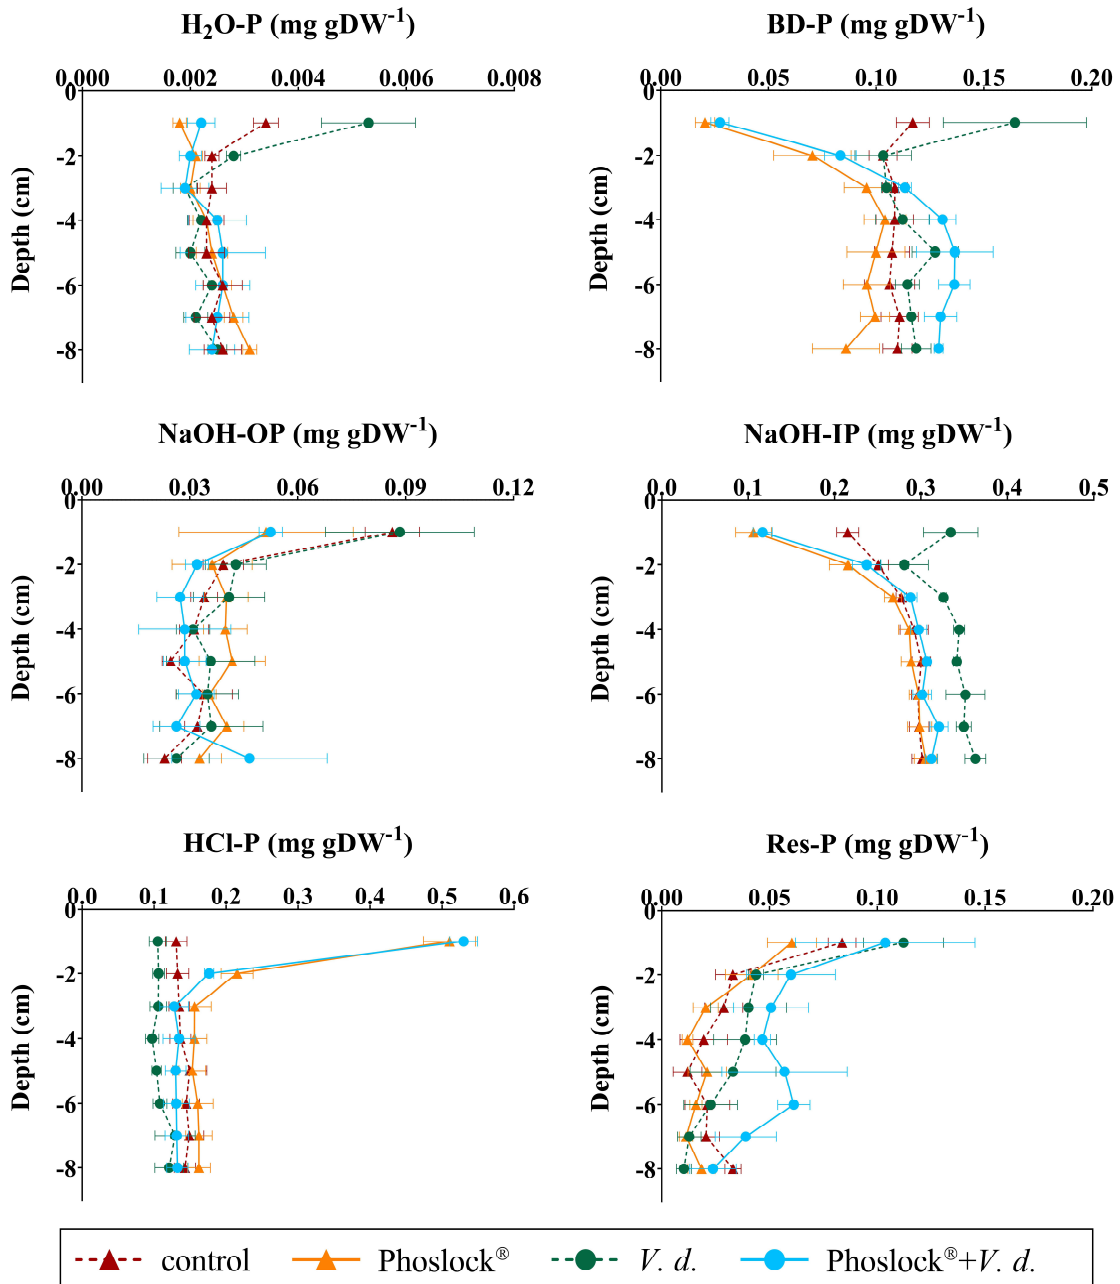 H₂O-P (mg gDW⁻¹) BD-P (mg gDW⁻¹)
0.000 0.002 0.004 0.006 0.008 0.00 0.05 0.10 0.15 0.20
0 0
-2 -2
Depth (cm) Depth (cm)
-4 -4
-6 -6
-8 -8
NaOH-OP (mg gDW⁻¹) NaOH-IP (mg gDW⁻¹)
0.00 0.03 0.06 0.09 0.12 0.0 0.1 0.2 0.3 0.4 0.5
0 0
-2 -2
Depth (cm) Depth (cm)
-4 -4
-6 -6
-8 -8
HCl-P (mg gDW⁻¹) Res-P (mg gDW⁻¹)
0.0 0.1 0.2 0.3 0.4 0.5 0.6 0.00 0.05 0.10 0.15 0.20
0 0
-2 -2
Depth (cm) Depth (cm)
-4 -4
-6 -6
-8 -8
control Phoslock® V. d. Phoslock®+V. d.